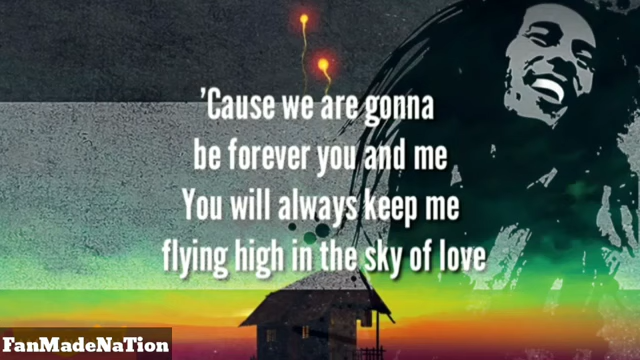 'Cause we are gonna
be forever you and me
You will always keep me
flying high in the sky of love
FanMadeNaTion